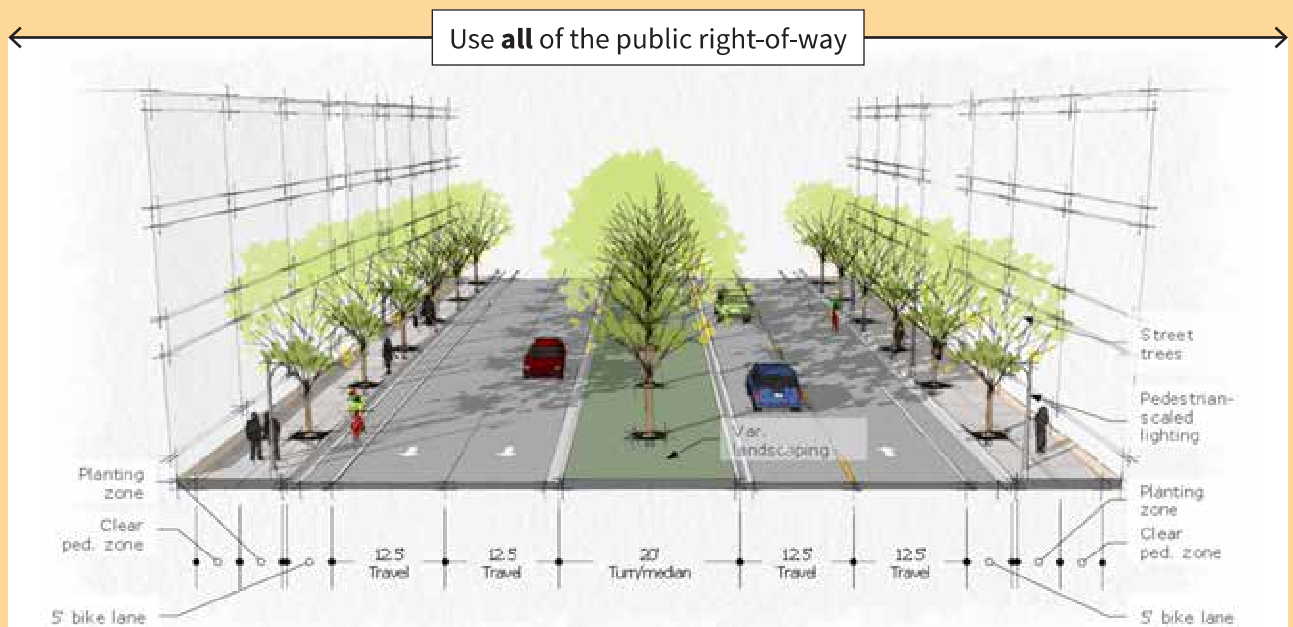 Use all of the public right-of-way
Street
trees
Pedestrian-
scaled
lighting
Var.
landscaping
Planting
zone
Clear
ped. zone
5' bike lane
12.5'
Travel
12.5'
Travel
20'
Turn/median
12.5'
Travel
12.5'
Travel
Planting
zone
Clear
ped. zone
5' bike lane